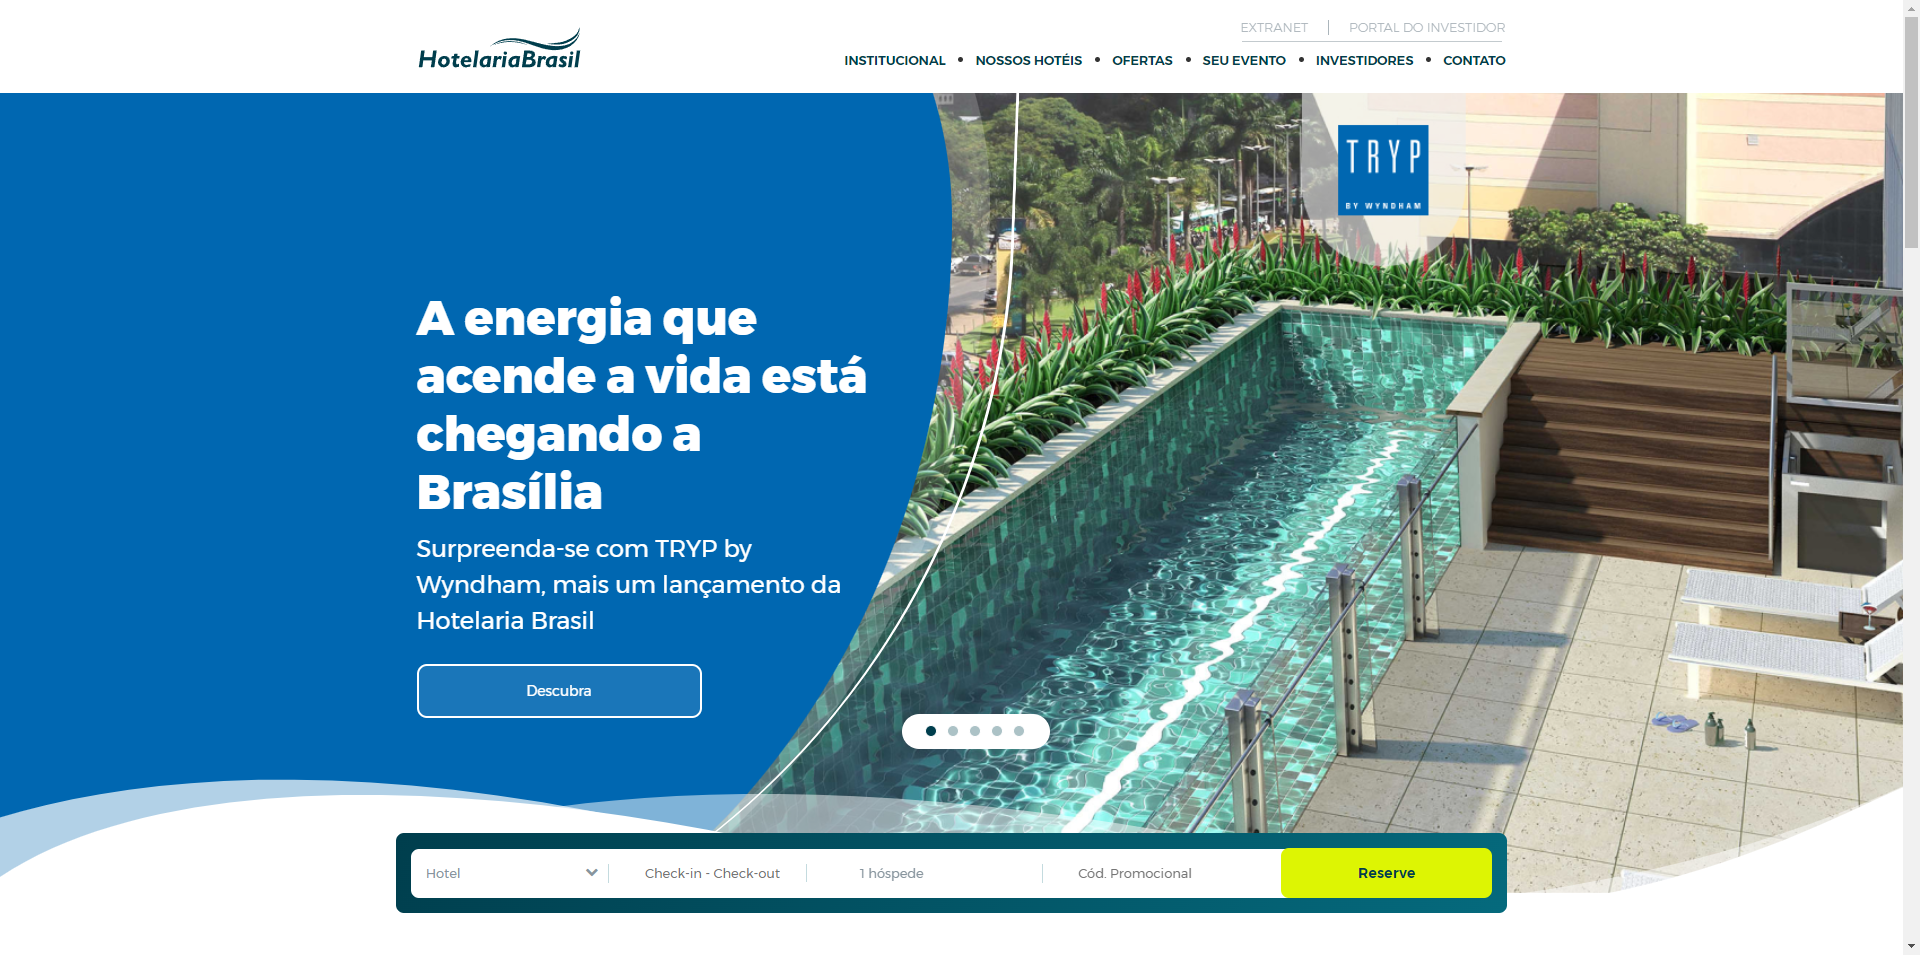 EXTRANET
PORTAL DO INVESTIDOR
HotelariaBrasil
INSTITUCIONAL • NOSSOS HOTÉIS • OFERTAS • SEU EVENTO • INVESTIDORES • CONTATO
TRYP
BY WYNDHAM
A energia que
acende a vida está
chegando a
Brasília
Surpreenda-se com TRYP by
Wyndham, mais um lançamento da
Hotelaria Brasil
Descubra
Hotel
Check-in - Check-out
1 hóspede
Cód. Promocional
Reserve